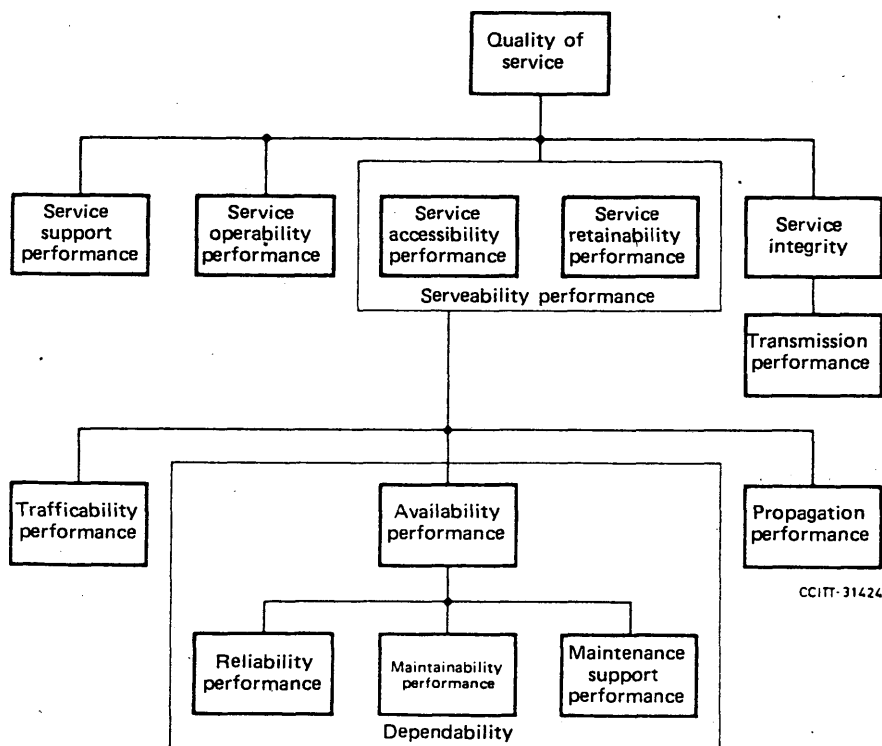 Quality of
service
Service
support
performance
Service
operability
performance
Service
accessibility
performance
Service
retainability
performance
Serveability performance
Service
integrity
Transmission
performance
Trafficability
performance
Availability
performance
Propagation
performance
CCITT-31424
Reliability
performance
Maintainability
performance
Maintenance
support
performance
Dependability